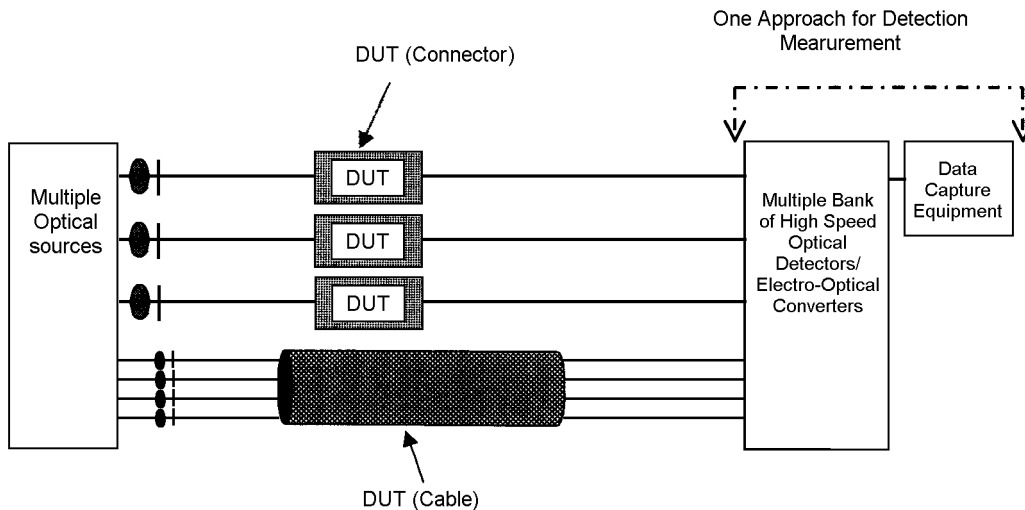 One Approach for Detection
Mearurement
DUT (Connector)
Multiple
Optical
sources
DUT
DUT
DUT
Multiple Bank
of High Speed
Optical
Detectors/
Electro-Optical
Converters
Data
Capture
Equipment
DUT (Cable)